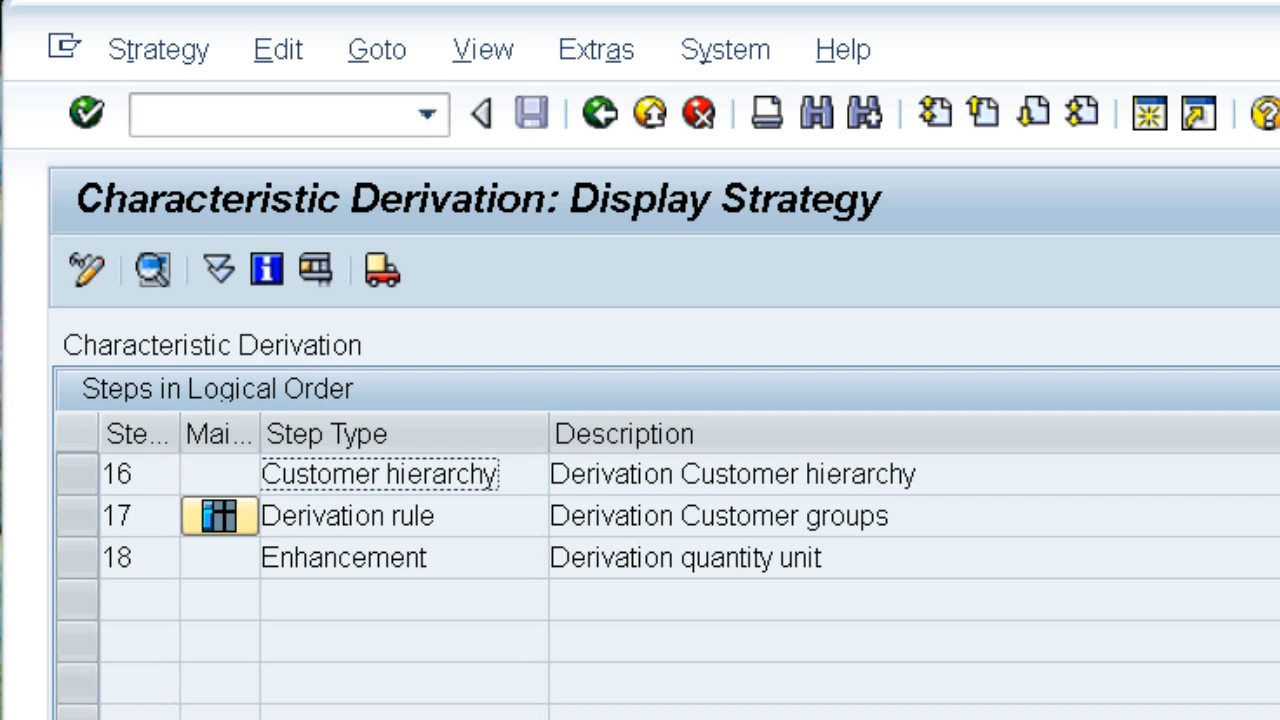 Strategy Edit Goto View Extras System Help
Characteristic Derivation: Display Strategy
Characteristic Derivation
Steps in Logical Order
Ste... Mai... Step Type Description
16 Customer hierarchy Derivation Customer hierarchy
17 Derivation rule Derivation Customer groups
18 Enhancement Derivation quantity unit